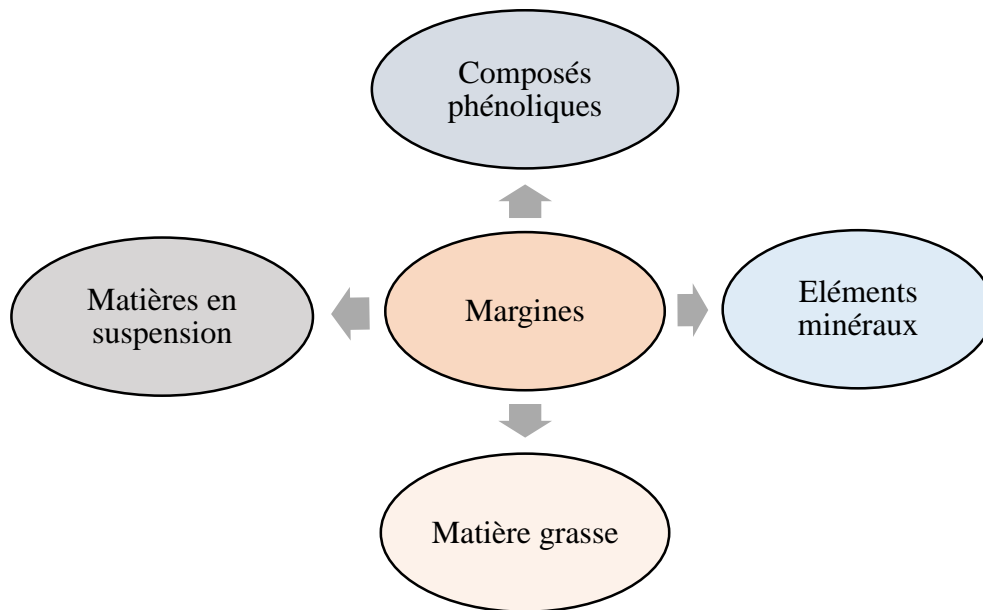 Composés
phénoliques
Matières en
suspension
Margines
Eléments
minéraux
Matière grasse